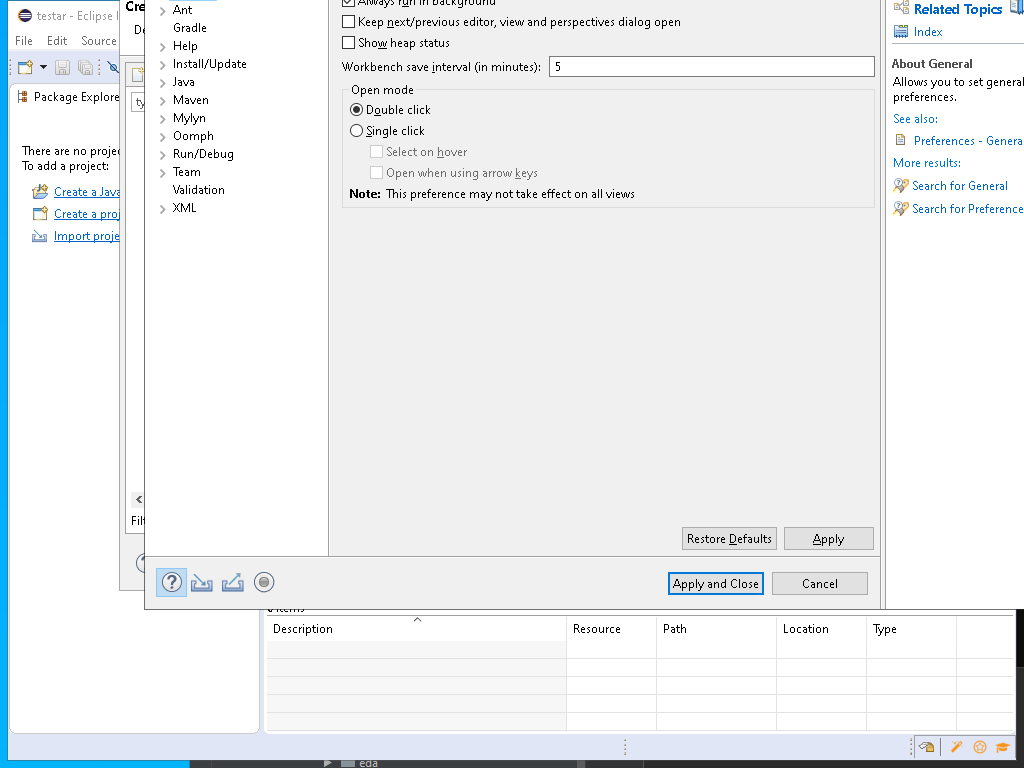 testar - Eclipse I
File Edit Source
Package Explore
There are no proje
To add a project:
Create a Java
Create a proj
Import proje
Cre
De
ty
Filt
Ant
Gradle
Help
Install/Update
Java
Maven
Mylyn
Oomph
Run/Debug
Team
Validation
XML
Always run in background
Keep next/previous editor, view and perspectives dialog open
Show heap status
Workbench save interval (in minutes): 5
Open mode
Double click
Single click
Select on hover
Open when using arrow keys
Note: This preference may not take effect on all views
Restore Defaults Apply
Apply and Close Cancel
Related Topics
Index
About General
Allows you to set general
preferences.
See also:
Preferences - Genera
More results:
Search for General
Search for Preference
0 items
Description Resource Path Location Type
eda